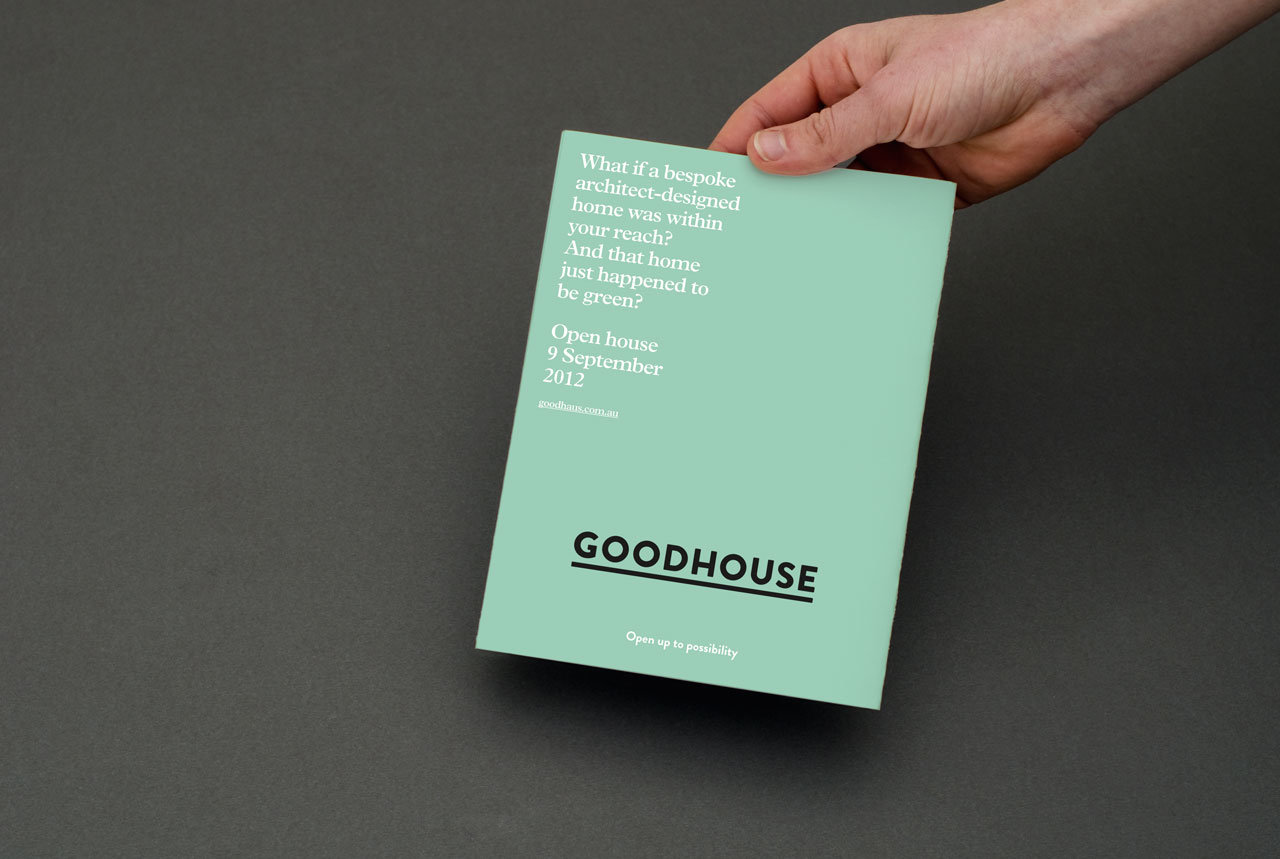 What if a bespoke
architect-designed
home was within
your reach?
And that home
just happened to
be green?
Open house
9 September
2012
goodhaus.com.au
GOODHOUSE
Open up to possibility